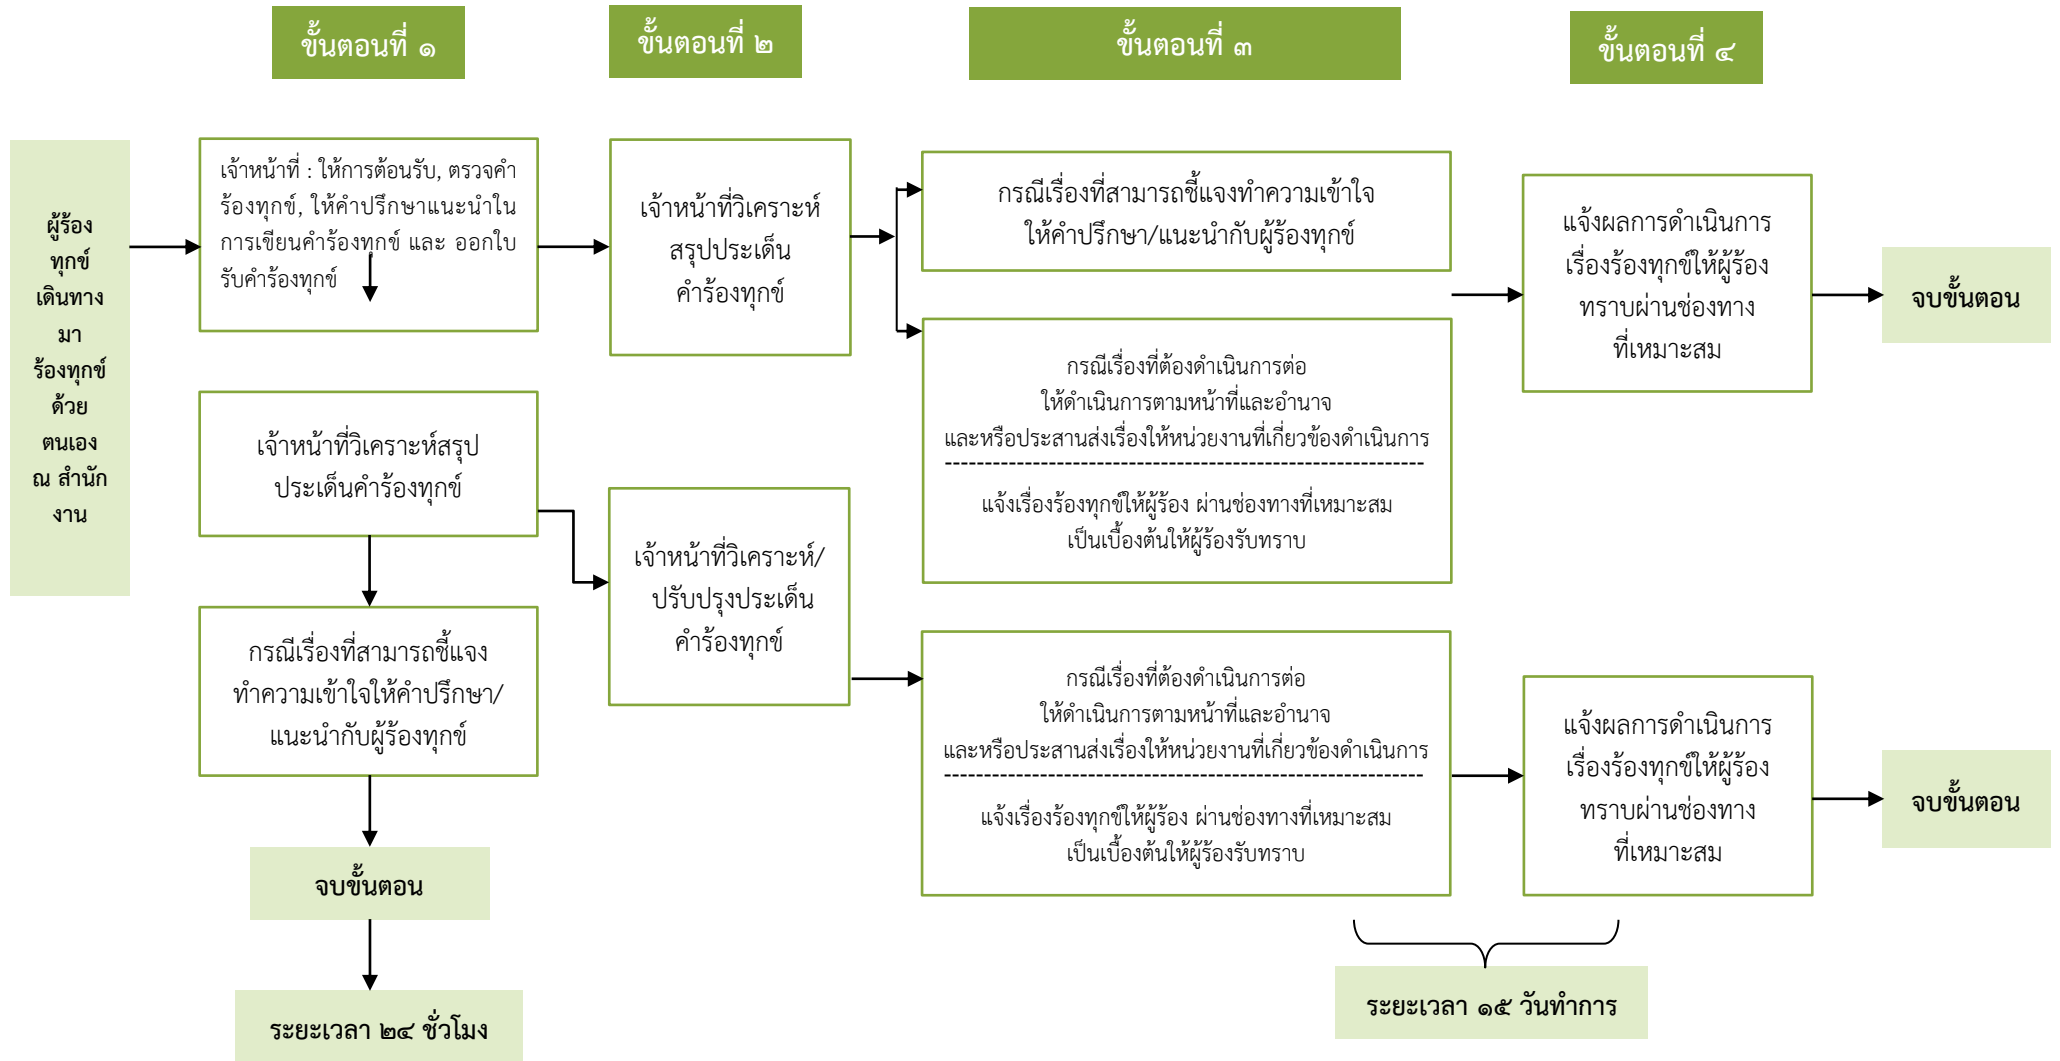 ขั้นตอนที่ ๑
ขั้นตอนที่ ๒
ขั้นตอนที่ ๓
ขั้นตอนที่ ๔
ผู้ร้อง
ทุกข์
เดินทาง
มา
ร้องทุกข์
ด้วย
ตนเอง
ณ สำนัก
งาน
เจ้าหน้าที่ : ให้การต้อนรับ, ตรวจคำ
ร้องทุกข์, ให้คำปรึกษาแนะนำใน
การเขียนคำร้องทุกข์ และ ออกใบ
รับคำร้องทุกข์
เจ้าหน้าที่วิเคราะห์
สรุปประเด็น
คำร้องทุกข์
กรณีเรื่องที่สามารถชี้แจงทำความเข้าใจ
ให้คำปรึกษา/แนะนำกับผู้ร้องทุกข์
กรณีเรื่องที่ต้องดำเนินการต่อ
ให้ดำเนินการตามหน้าที่และอำนาจ
และหรือประสานส่งเรื่องให้หน่วยงานที่เกี่ยวข้องดำเนินการ
แจ้งเรื่องร้องทุกข์ให้ผู้ร้อง ผ่านช่องทางที่เหมาะสม
เป็นเบื้องต้นให้ผู้ร้องรับทราบ
แจ้งผลการดำเนินการ
เรื่องร้องทุกข์ให้ผู้ร้อง
ทราบผ่านช่องทาง
ที่เหมาะสม
จบขั้นตอน
เจ้าหน้าที่วิเคราะห์สรุป
ประเด็นคำร้องทุกข์
เจ้าหน้าที่วิเคราะห์/
ปรับปรุงประเด็น
คำร้องทุกข์
กรณีเรื่องที่สามารถชี้แจง
ทำความเข้าใจให้คำปรึกษา/
แนะนำกับผู้ร้องทุกข์
กรณีเรื่องที่ต้องดำเนินการต่อ
ให้ดำเนินการตามหน้าที่และอำนาจ
และหรือประสานส่งเรื่องให้หน่วยงานที่เกี่ยวข้องดำเนินการ
แจ้งเรื่องร้องทุกข์ให้ผู้ร้อง ผ่านช่องทางที่เหมาะสม
เป็นเบื้องต้นให้ผู้ร้องรับทราบ
แจ้งผลการดำเนินการ
เรื่องร้องทุกข์ให้ผู้ร้อง
ทราบผ่านช่องทาง
ที่เหมาะสม
จบขั้นตอน
จบขั้นตอน
ระยะเวลา ๒๔ ชั่วโมง
ระยะเวลา ๑๕ วันทำการ